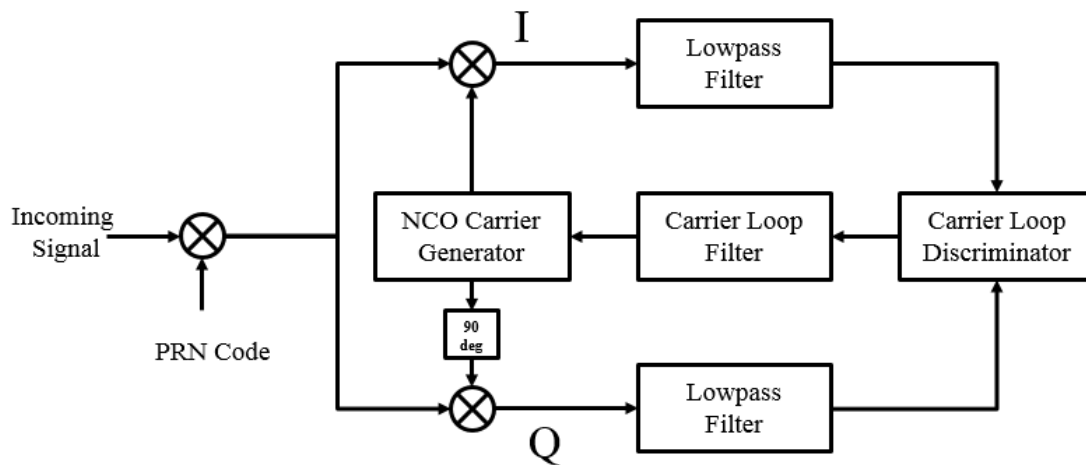 I
Lowpass
Filter
Incoming
Signal
NCO Carrier
Generator
Carrier Loop
Filter
Carrier Loop
Discriminator
90
deg
PRN Code
Lowpass
Filter
Q